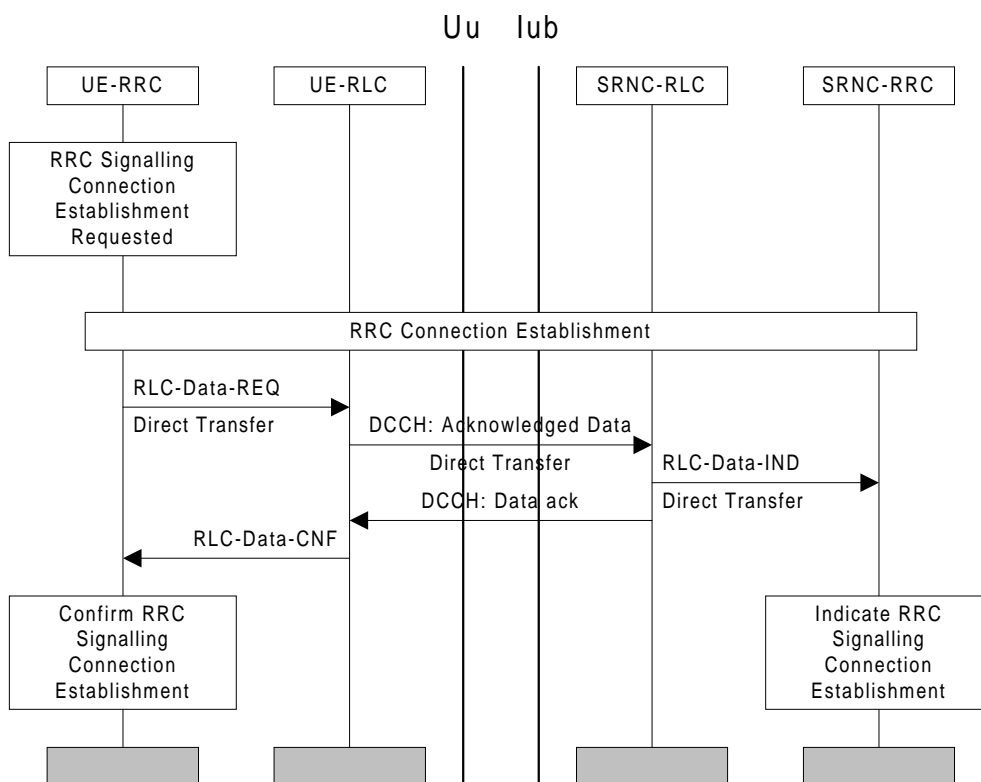 Uu Iub
UE-RRC
UE-RLC
SRNC-RLC
SRNC-RRC
RRC Signalling
Connection
Establishment
Requested
RRC Connection Establishment
RLC-Data-REQ
Direct Transfer
DCCH: Acknowledged Data
Direct Transfer
RLC-Data-IND
Direct Transfer
DCCH: Data ack
RLC-Data-CNF
Confirm RRC
Signalling
Connection
Establishment
Indicate RRC
Signalling
Connection
Establishment